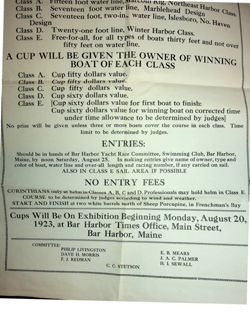 Class A. Fifteen foot water line, Northeast Harbor Class.
Class B. Fifteen foot water line, Marblehead Design
Class C. Seventeen foot, two-in. water line, Islesboro, No. Haven
Design
Class D. Twenty-one foot line, Winter Harbor Class.
Class E. Free-for-all, for all types of boats thirty feet and not over
fifty feet on water line.
A CUP WILL BE GIVEN THE OWNER OF WINNING
BOAT OF EACH CLASS
Class A. Cup fifty dollars value.
Class B. Cup fifty dollars value.
Class C. Cup fifty dollars value.
Class D. Cup sixty dollars value.
Class E. [Cup sixty dollars value for first boat to finish:
Cup sixty dollars value for winning boat on corrected time
under time allowance to be determined by judges]
No prize will be given unless three or more boats cover the course in each class. Time
limit to be determined by judges.
ENTRIES:
Should be in hands of Bar Harbor Yacht Race Committee, Swimming Club, Bar Harbor,
Maine, by noon Saturday, August 25. In making entries give name of owner, type and
color of boat, water line and over-all length and racing number, if any carried on sail.
ALSO IN CLASS E SAIL AREA IF POSSIBLE
NO ENTRY FEES
CORINTHIANS only as helmsmen Classes A, B, C and D. Professionals may hold helm in Class E.
COURSE to be determined by judges according to wind and weather.
START AND FINISH at two white barrels north of Sheep Porcupine, in Frenchman's Bay
Cups Will Be On Exhibition Beginning Monday, August 20,
1923, at Bar Harbor Times Office, Main Street,
Bar Harbor, Maine
COMMITTEE:
PHILIP LIVINGSTON
DAVE H. MORRIS
F. J. REDMAN
E. B. MEARS
J. A. C. PALMER
H. I. SEWALL
G. C. STETSON